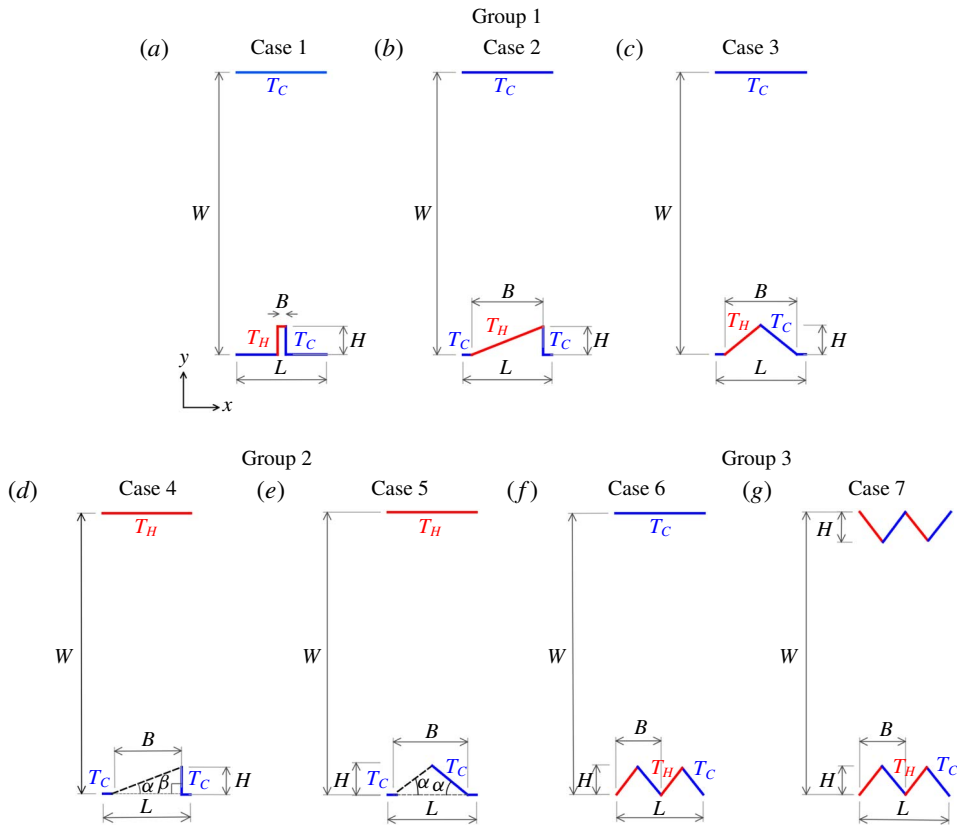 Group 1
(a) Case 1 (b) Case 2 (c) Case 3
T_C T_C T_C
W W W
B B B
T_H T_C H T_C T_H T_C H T_H T_C H
L L L
y
x
Group 2 Group 3
(d) Case 4 (e) Case 5 (f) Case 6 (g) Case 7
T_H T_H T_C H
W W W W
B B B B
T_C α β T_C H H α α T_C T_C H T_H T_C H T_H T_C
L L L L